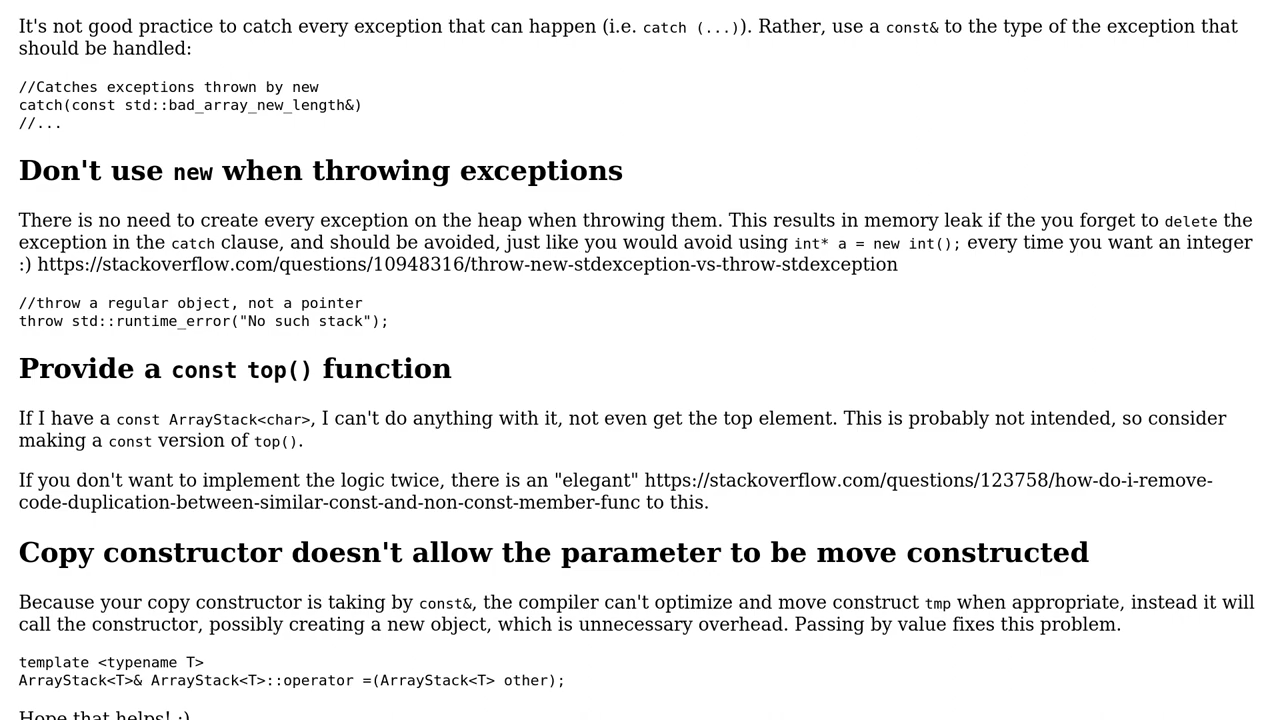 It's not good practice to catch every exception that can happen (i.e. catch (...)). Rather, use a const& to the type of the exception that
should be handled:
//Catches exceptions thrown by new
catch(const std::bad_array_new_length&)
//...
Don't use new when throwing exceptions
There is no need to create every exception on the heap when throwing them. This results in memory leak if the you forget to delete the
exception in the catch clause, and should be avoided, just like you would avoid using int* a = new int(); every time you want an integer
:) https://stackoverflow.com/questions/10948316/throw-new-stdexception-vs-throw-stdexception
//throw a regular object, not a pointer
throw std::runtime_error("No such stack");
Provide a const top() function
If I have a const ArrayStack<char>, I can't do anything with it, not even get the top element. This is probably not intended, so consider
making a const version of top().
If you don't want to implement the logic twice, there is an "elegant" https://stackoverflow.com/questions/123758/how-do-i-remove-
code-duplication-between-similar-const-and-non-const-member-func to this.
Copy constructor doesn't allow the parameter to be move constructed
Because your copy constructor is taking by const&, the compiler can't optimize and move construct tmp when appropriate, instead it will
call the constructor, possibly creating a new object, which is unnecessary overhead. Passing by value fixes this problem.
template <typename T>
ArrayStack<T>& ArrayStack<T>::operator =(ArrayStack<T> other);
Hope that helps! :)